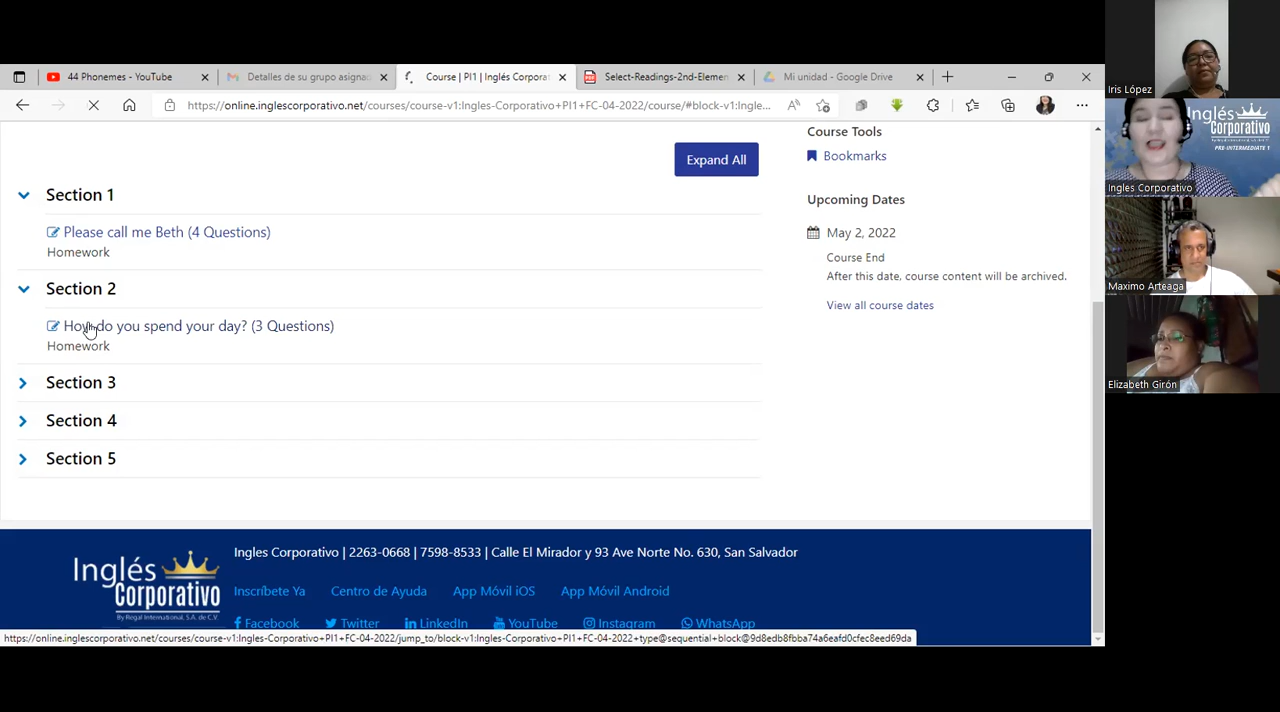 44 Phonemes - YouTube
Detalles de su grupo asigna
Course | PI1 | Inglés Corpora
Select-Readings-2nd-Elemen
Mi unidad - Google Drive
https://online.inglescorporativo.net/courses/course-v1:Ingles-Corporativo+PI1+FC-04-2022/course/#block-v1:Ingle...
Expand All
Section 1
Please call me Beth (4 Questions)
Homework
Section 2
How do you spend your day? (3 Questions)
Homework
Section 3
Section 4
Section 5
Course Tools
Bookmarks
Upcoming Dates
May 2, 2022
Course End
After this date, course content will be archived.
View all course dates
Inglés
Corporativo
By Regal International, S.A. de C.V.
Ingles Corporativo | 2263-0668 | 7598-8533 | Calle El Mirador y 93 Ave Norte No. 630, San Salvador
Inscríbete Ya
Centro de Ayuda
App Móvil iOS
App Móvil Android
Facebook
Twitter
LinkedIn
YouTube
Instagram
WhatsApp
https://online.inglescorporativo.net/courses/course-v1:Ingles-Corporativo+PI1+FC-04-2022/jump_to/block-v1:Ingles-Corporativo+PI1+FC-04-2022+type@sequential+block@9d8edb8fbba74a6eafd0cfec8eed69da
Iris López
Inglés
Corporativo
PRE-INTERMEDIATE 1
Ingles Corporativo
Maximo Arteaga
Elizabeth Girón